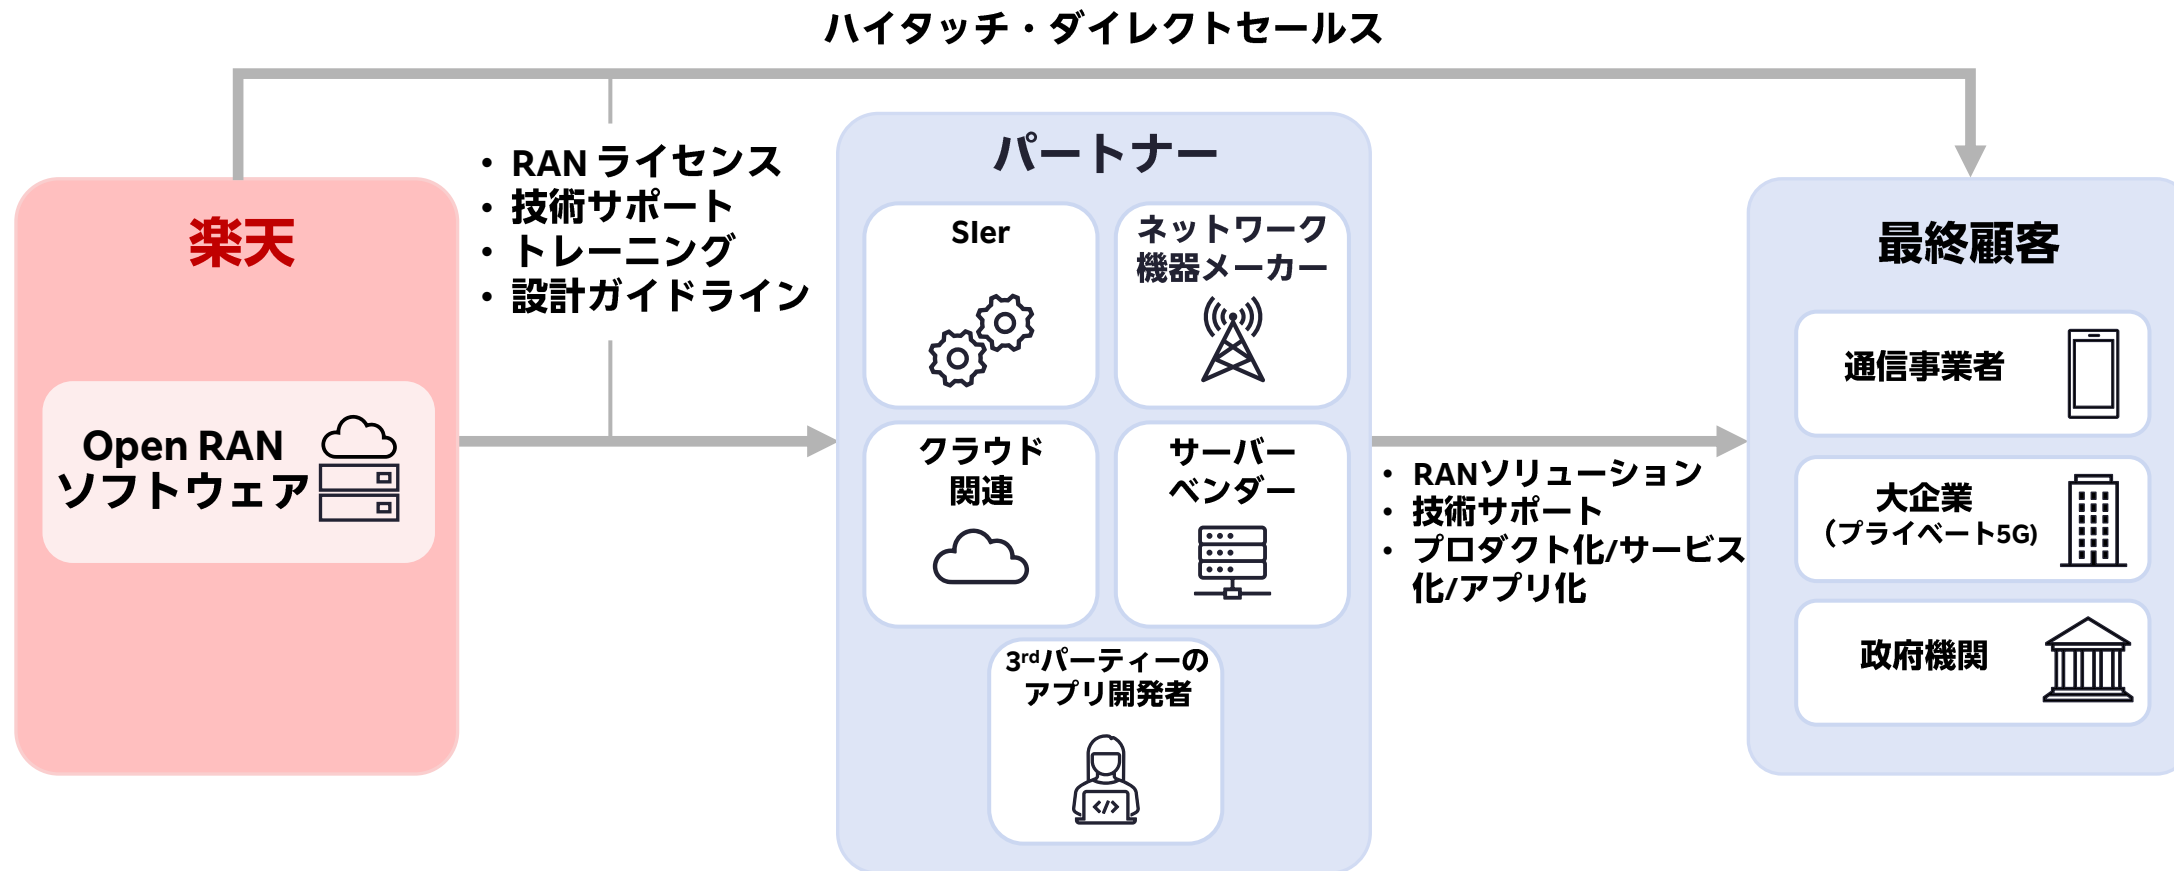 ハイタッチ・ダイレクトセールス
楽天
Open RAN
ソフトウェア
• RAN ライセンス
• 技術サポート
• トレーニング
• 設計ガイドライン
パートナー
SIer
ネットワーク
機器メーカー
クラウド
関連
サーバー
ベンダー
3rdパーティーの
アプリ開発者
</>
• RANソリューション
• 技術サポート
• プロダクト化/サービス
化/アプリ化
最終顧客
通信事業者
大企業
（プライベート5G)
政府機関